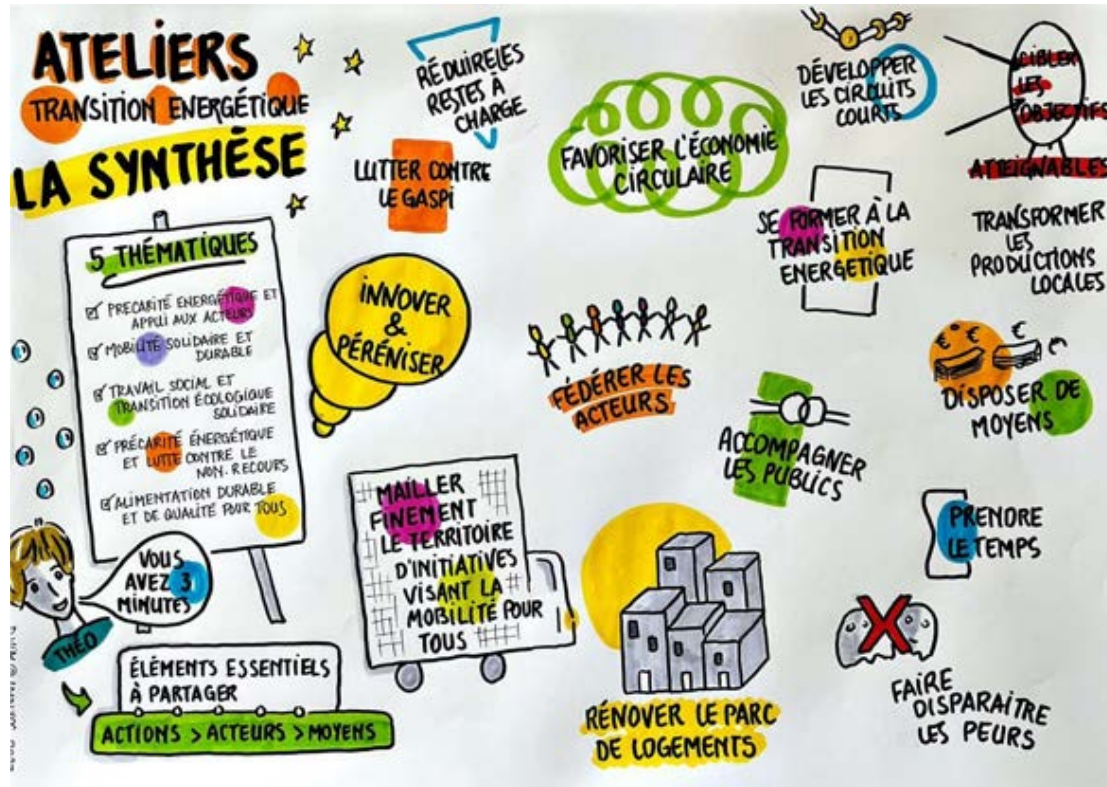 ATELIERS
TRANSITION ENERGÉTIQUE
LA SYNTHÈSE
5 THÉMATIQUES
PRÉCARITÉ ENERGÉTIQUE ET
APPUI AUX ACTEURS
MOBILITÉ SOLIDAIRE ET
DURABLE
TRAVAIL SOCIAL ET
TRANSITION ÉCOLOGIQUE
SOLIDAIRE
PRÉCARITÉ ÉNERGÉTIQUE
ET LUTTE CONTRE LE
NON-RECOURS
ALIMENTATION DURABLE
ET DE QUALITÉ POUR TOUS
VOUS
AVEZ 3
MINUTES
THÉO
ÉLÉMENTS ESSENTIELS
À PARTAGER
ACTIONS > ACTEURS > MOYENS
RÉDUIRE LES
RESTES À
CHARGE
LUTTER CONTRE
LE GASPI
INNOVER
&
PÉRÉNISER
MAILLER
FINEMENT
LE TERRITOIRE
D'INITIATIVES
VISANT LA
MOBILITÉ POUR
TOUS
FAVORISER L'ÉCONOMIE
CIRCULAIRE
FÉDÉRER LES
ACTEURS
RÉNOVER LE PARC
DE LOGEMENTS
DÉVELOPPER
LES CIRCUITS
COURTS
SE FORMER À LA
TRANSITION
ENERGETIQUE
ACCOMPAGNER
LES PUBLICS
CIBLER
LES
OBJECTIFS
ATTEIGNABLES
TRANSFORMER
LES
PRODUCTIONS
LOCALES
€ € €
DISPOSER DE
MOYENS
PRENDRE
LE TEMPS
FAIRE
DISPARAITRE
LES PEURS